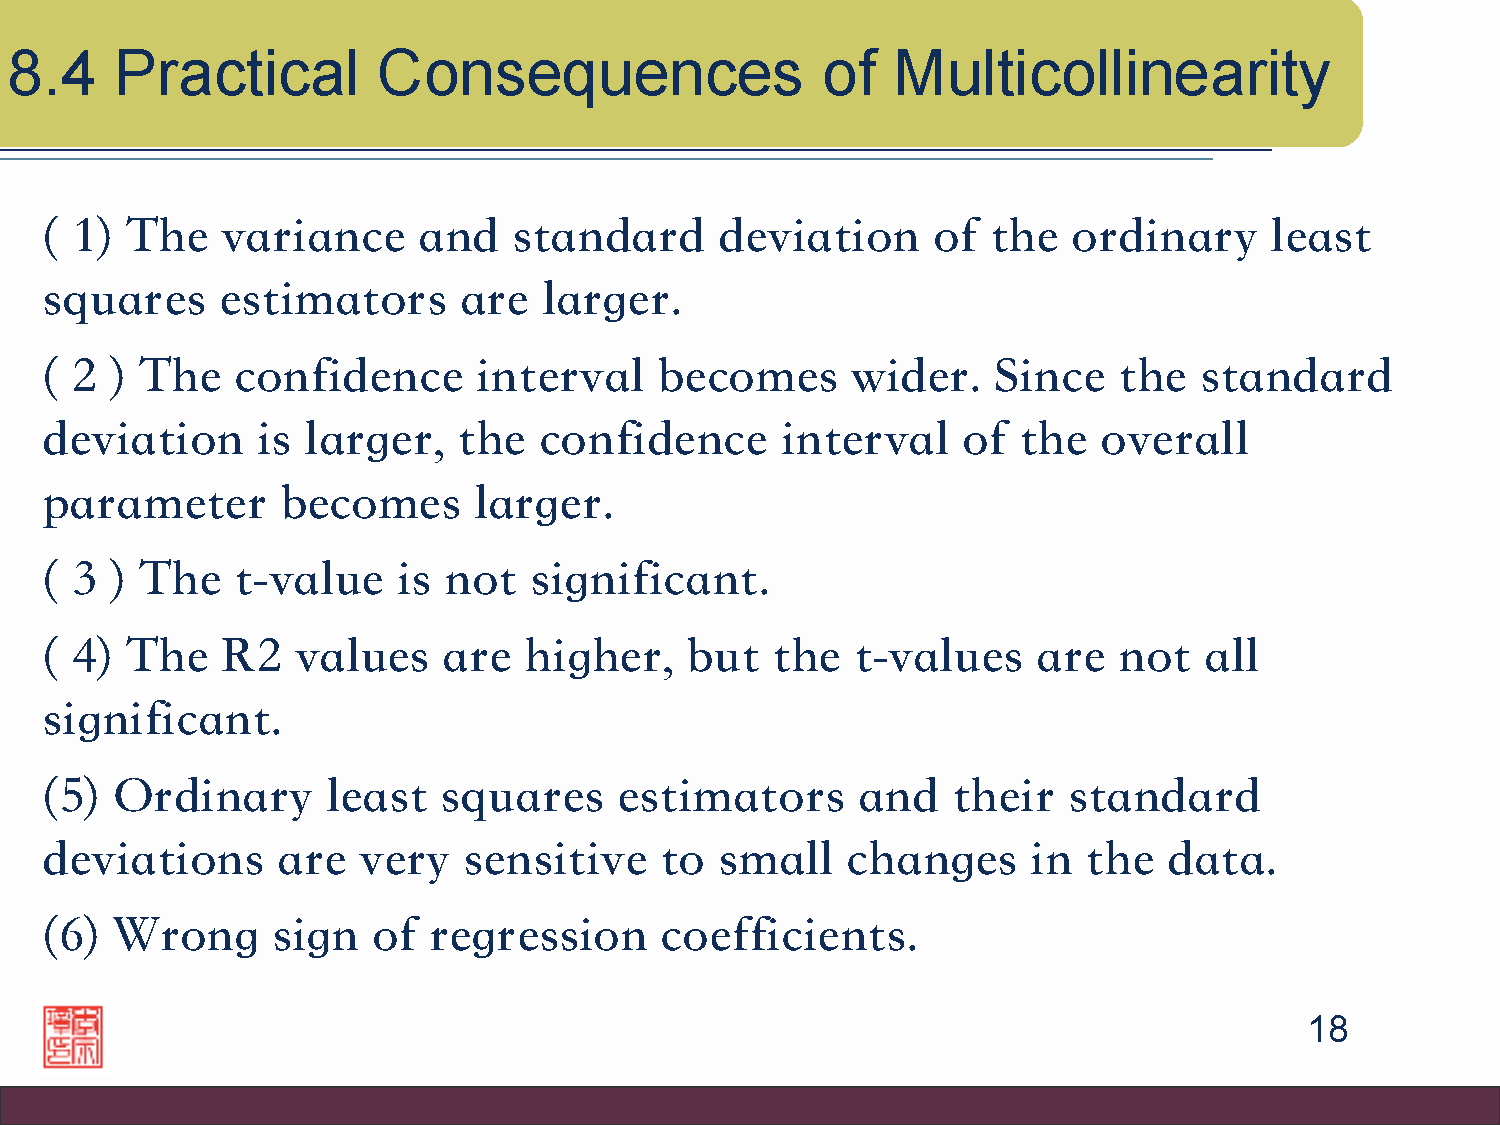 8.4 Practical Consequences of Multicollinearity
( 1) The variance and standard deviation of the ordinary least
squares estimators are larger.
( 2 ) The confidence interval becomes wider. Since the standard
deviation is larger, the confidence interval of the overall
parameter becomes larger.
( 3 ) The t-value is not significant.
( 4) The R2 values are higher, but the t-values are not all
significant.
(5) Ordinary least squares estimators and their standard
deviations are very sensitive to small changes in the data.
(6) Wrong sign of regression coefficients.
18